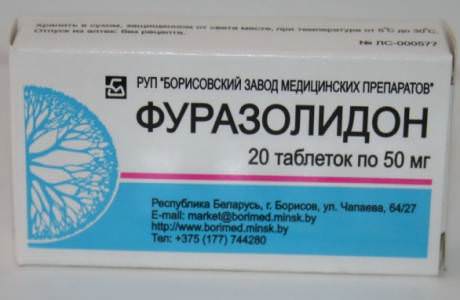 Хранить в сухом, защищенном от света месте, при температуре от 5°С до 30°С.
Отпуск из аптек: без рецепта.
№ ЛС-000577
РУП "БОРИСОВСКИЙ ЗАВОД МЕДИЦИНСКИХ ПРЕПАРАТОВ"
ФУРАЗОЛИДОН
20 таблеток по 50 мг
Республика Беларусь, г. Борисов, ул. Чапаева, 64/27
E-mail: market@borimed.minsk.by
http://www.borimed.minsk.by
Тел: +375 (177) 744280